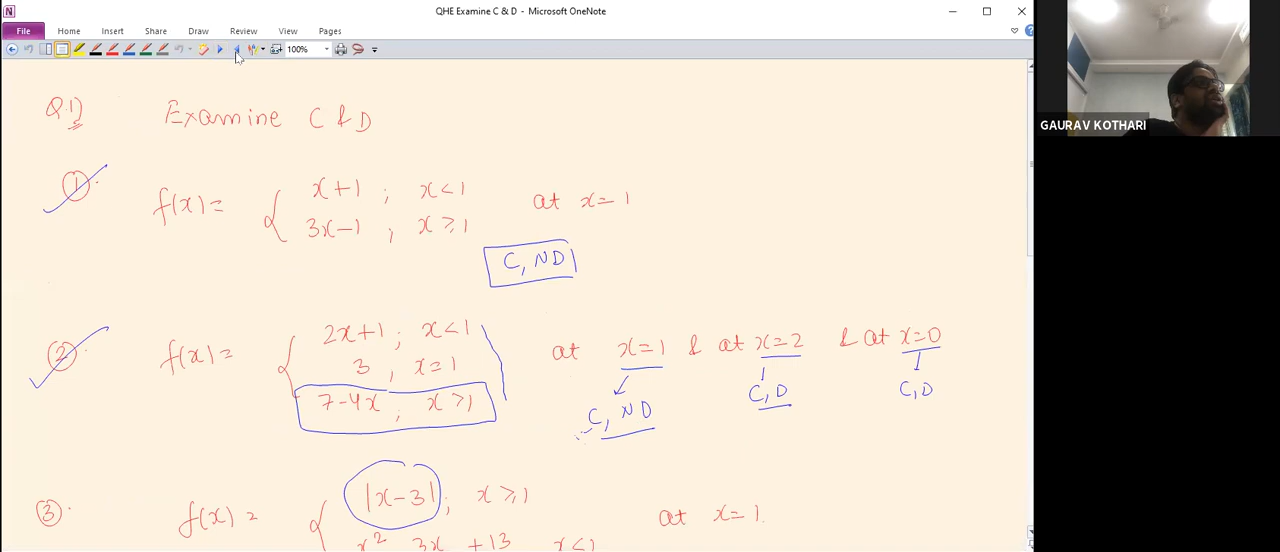 QHE Examine C & D - Microsoft OneNote
File Home Insert Share Draw Review View Pages
100%
GAURAV KOTHARI
Q.1) Examine C & D
① f(x) = { x+1 ; x<1
3x-1 , x≥1
at x=1
C, ND
② f(x) = { 2x+1 ; x<1
3 , x=1
7-4x ; x>1
at x=1 & at x=2 & at x=0
C, ND
C, D
C, D
③ f(x) = { |x-3| ; x≥1
at x=1